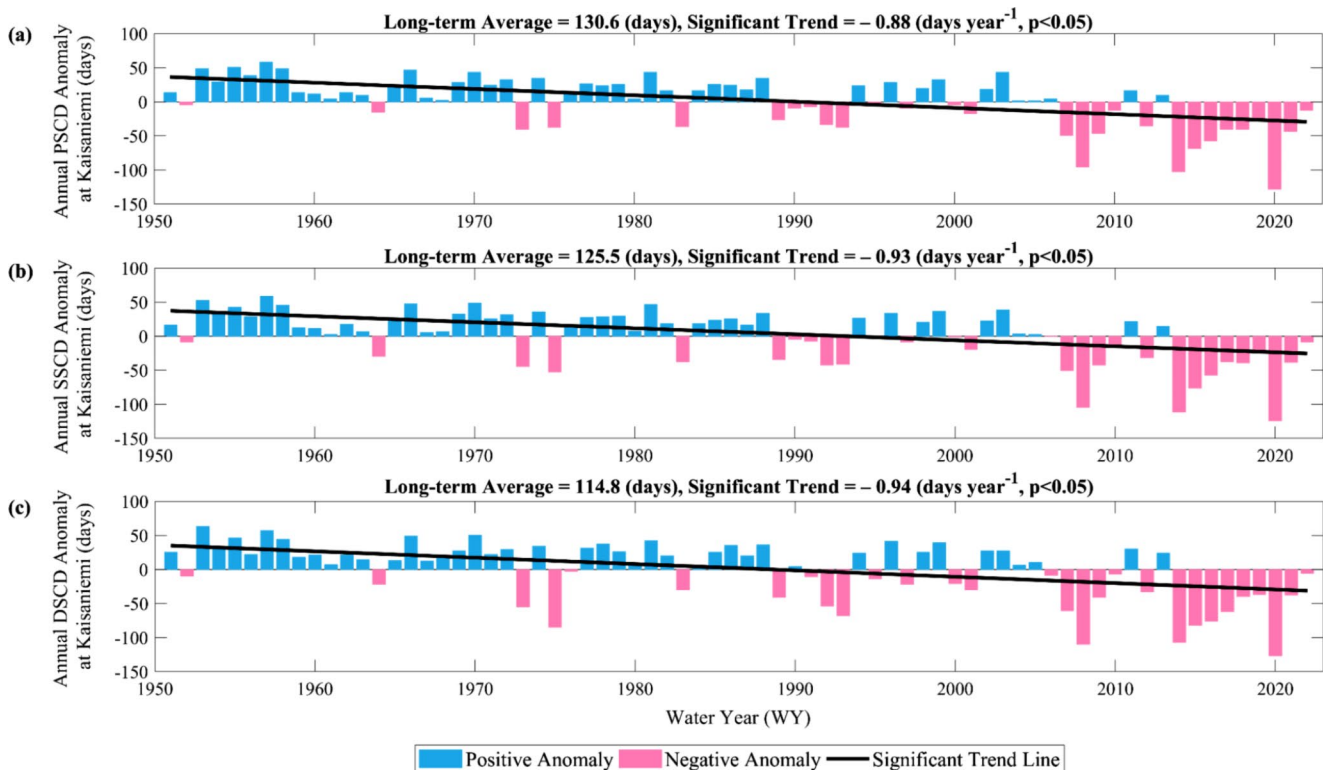 Long-term Average = 130.6 (days), Significant Trend = – 0.88 (days year⁻¹, p<0.05)
(a)
Annual PSCD Anomaly
at Kaisaniemi (days)
100
50
0
-50
-100
-150
1950 1960 1970 1980 1990 2000 2010 2020
Long-term Average = 125.5 (days), Significant Trend = – 0.93 (days year⁻¹, p<0.05)
(b)
Annual SSCD Anomaly
at Kaisaniemi (days)
100
50
0
-50
-100
-150
1950 1960 1970 1980 1990 2000 2010 2020
Long-term Average = 114.8 (days), Significant Trend = – 0.94 (days year⁻¹, p<0.05)
(c)
Annual DSCD Anomaly
at Kaisaniemi (days)
100
50
0
-50
-100
-150
1950 1960 1970 1980 1990 2000 2010 2020
Water Year (WY)
Positive Anomaly Negative Anomaly Significant Trend Line